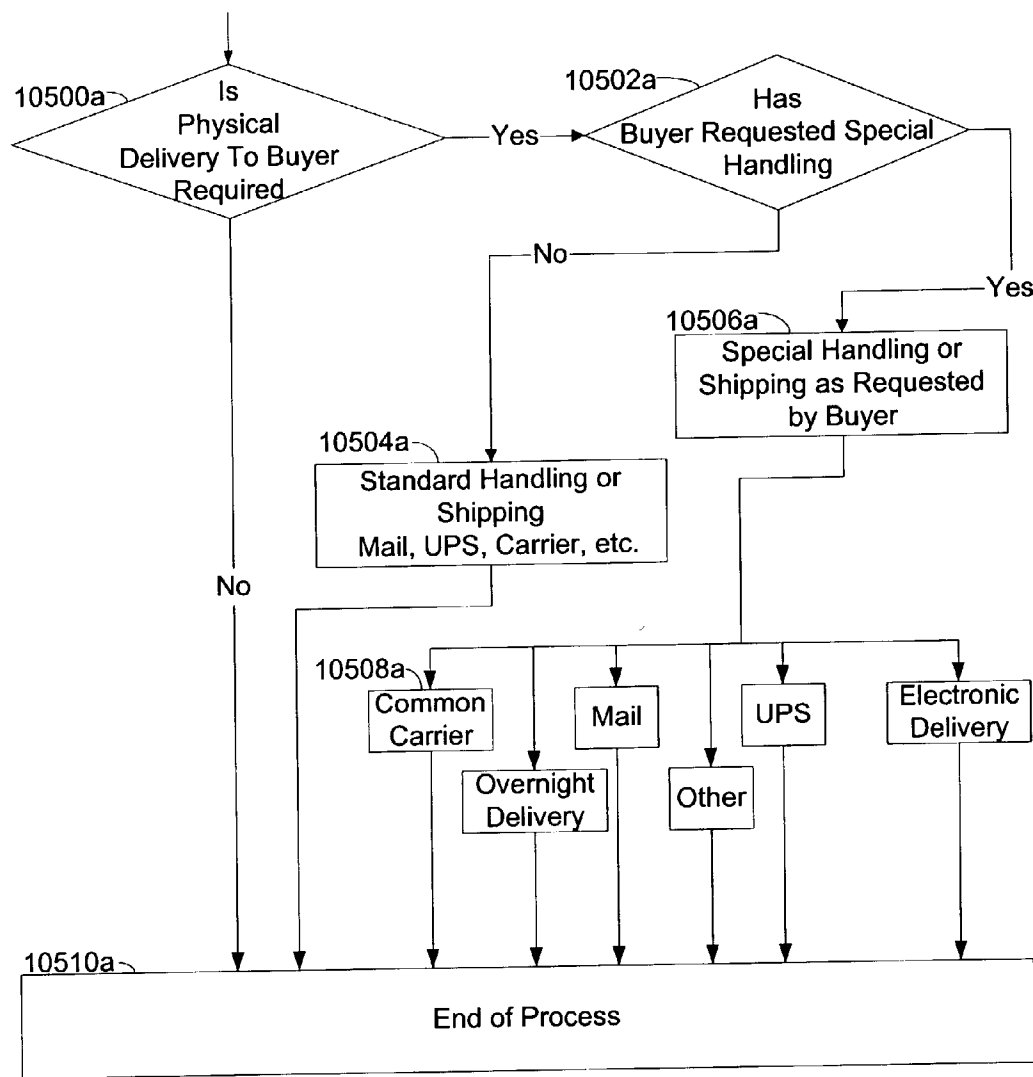 10500a
Is
Physical
Delivery To Buyer
Required
Yes
10502a
Has
Buyer Requested Special
Handling
No
Yes
10506a
Special Handling or
Shipping as Requested
by Buyer
10504a
Standard Handling or
Shipping
Mail, UPS, Carrier, etc.
No
10508a
Common
Carrier
Overnight
Delivery
Mail
Other
UPS
Electronic
Delivery
10510a
End of Process